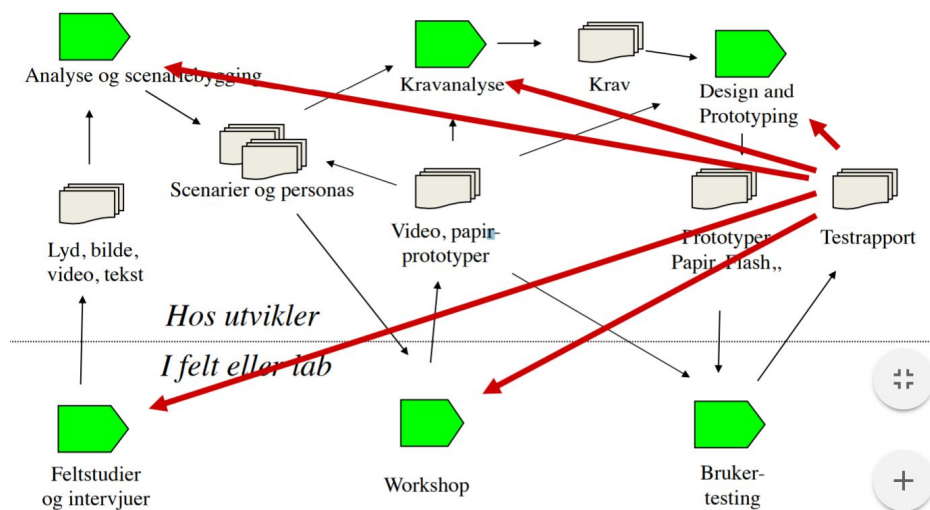 Analyse og scenariebygging
Kravanalyse
Krav
Design and
Prototyping
Scenarier og personas
Lyd, bilde,
video, tekst
Video, papir-
prototyper
Prototyper
Papir, Flash,,
Testrapport
Hos utvikler
I felt eller lab
Feltstudier
og intervjuer
Workshop
Bruker-
testing